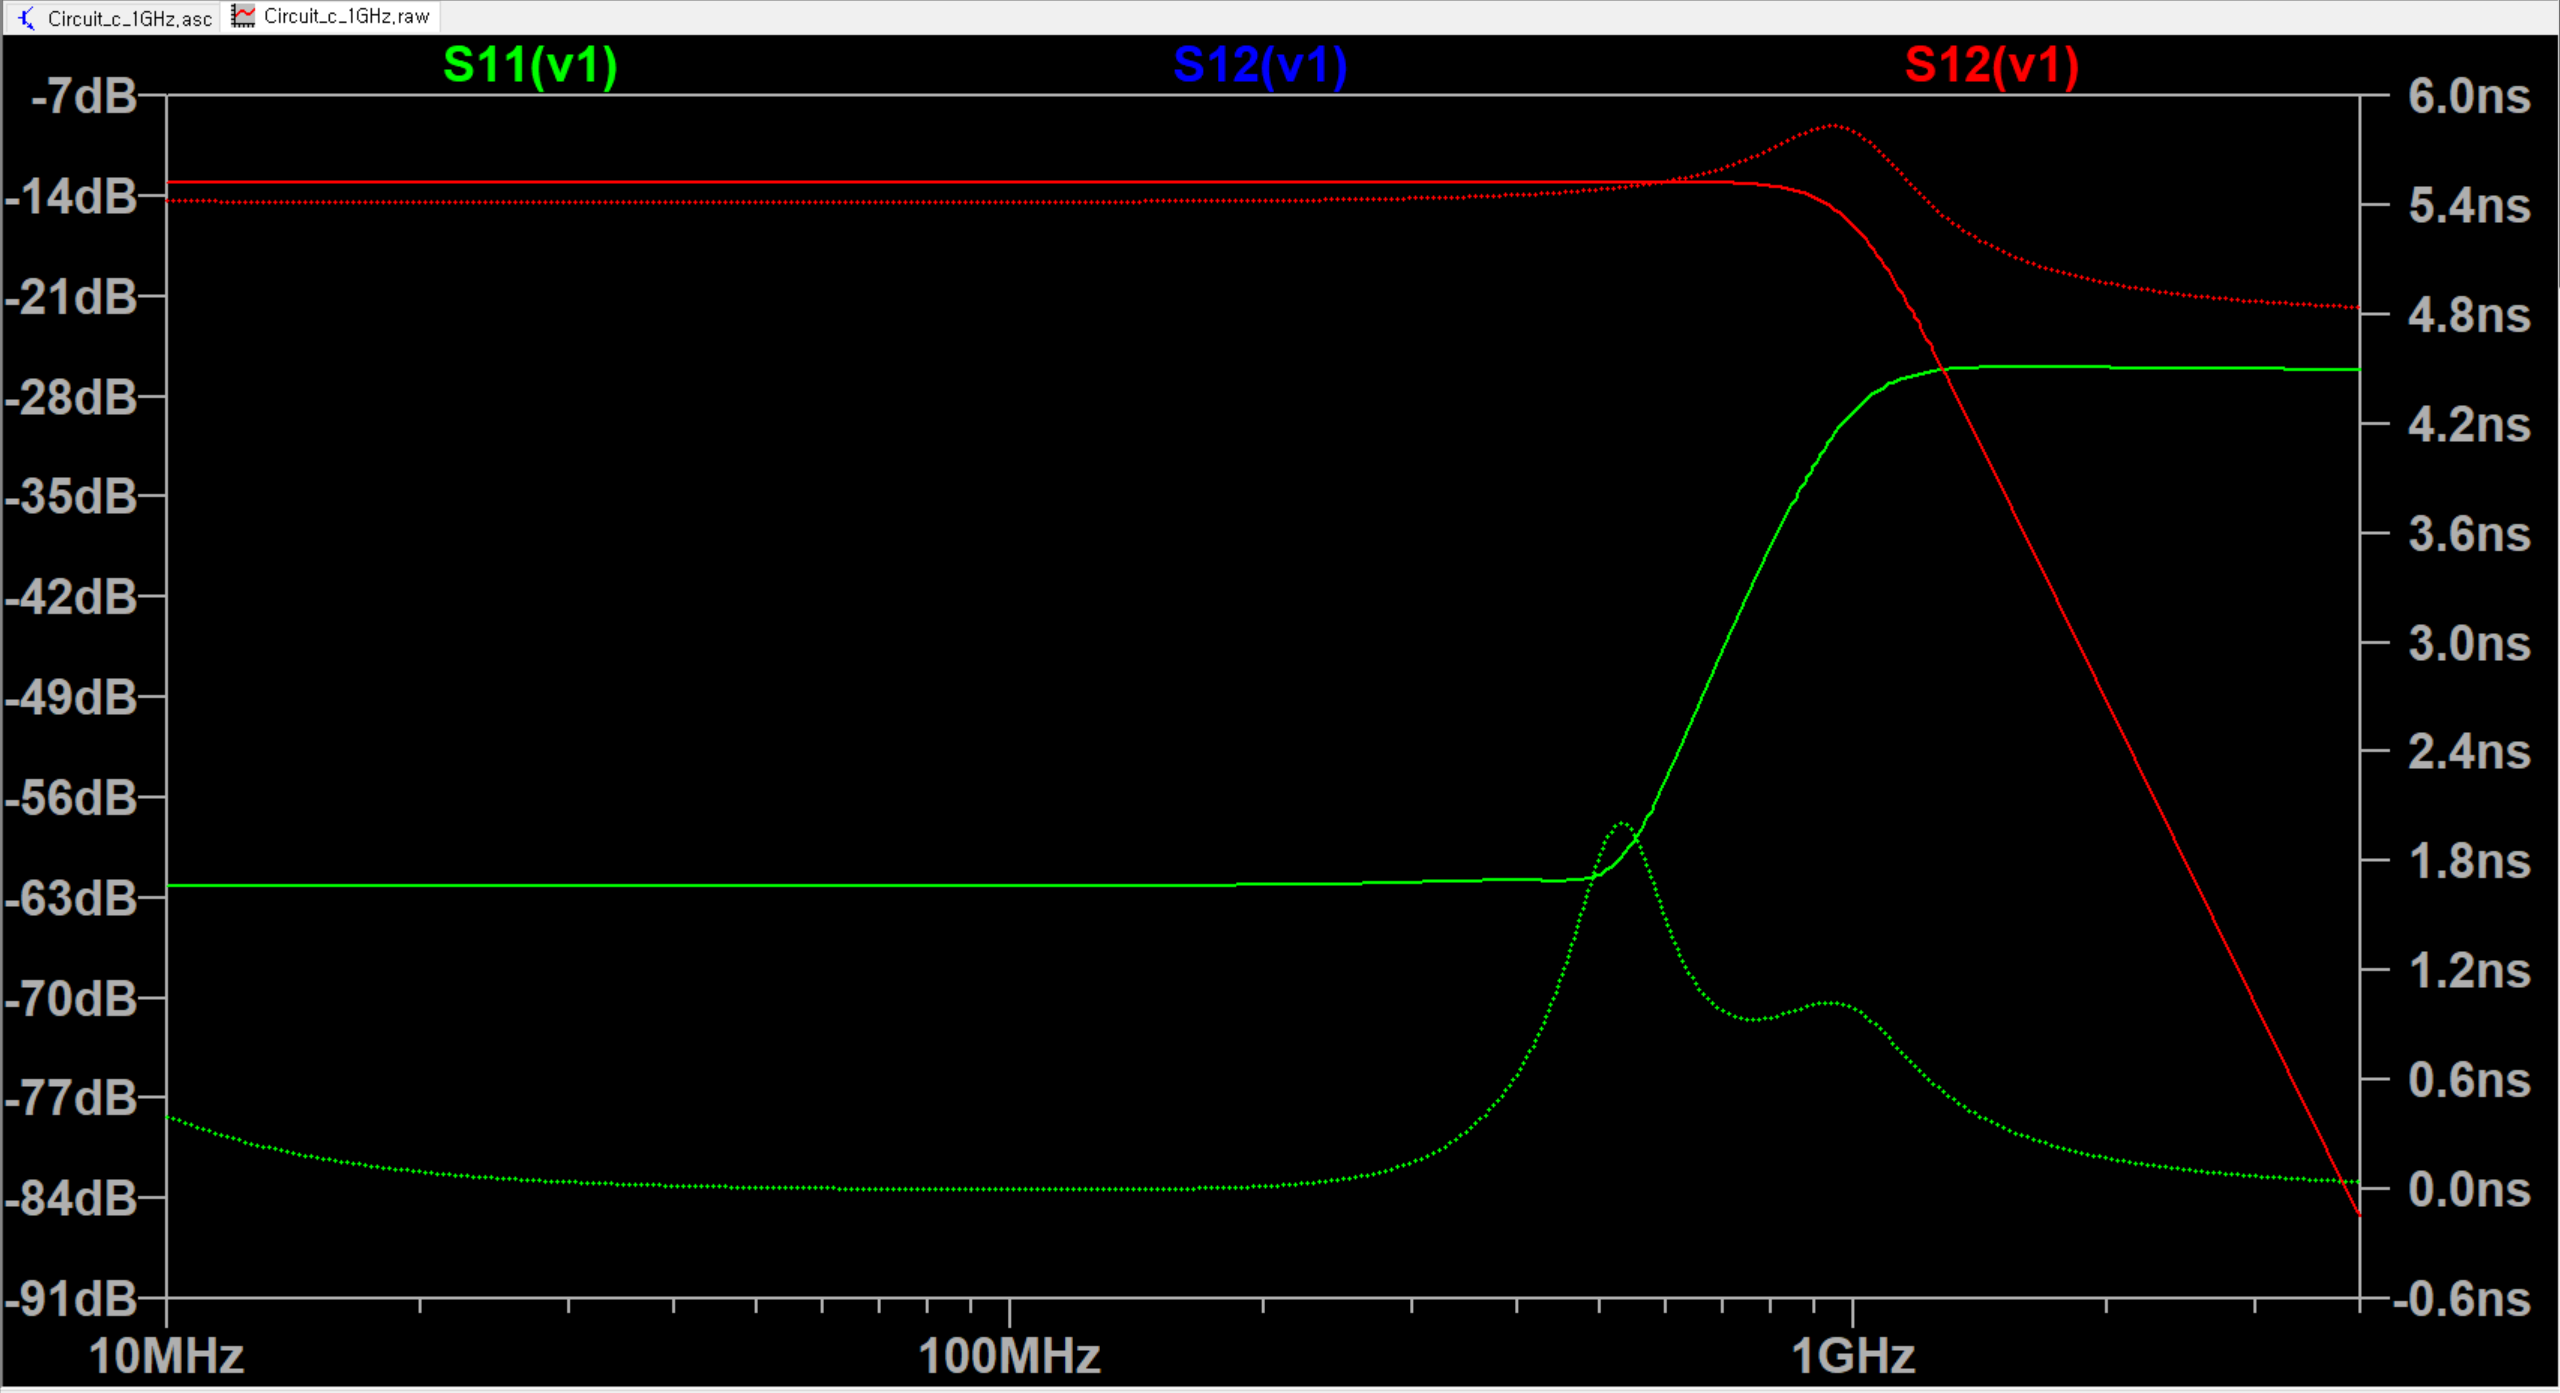 Circuit_c_1GHz.asc Circuit_c_1GHz.raw
S11(v1) S12(v1) S12(v1)
-7dB 6.0ns
-14dB 5.4ns
-21dB 4.8ns
-28dB 4.2ns
-35dB 3.6ns
-42dB 3.0ns
-49dB 2.4ns
-56dB 1.8ns
-63dB 1.2ns
-70dB 0.6ns
-77dB 0.0ns
-84dB -0.6ns
-91dB
10MHz 100MHz 1GHz